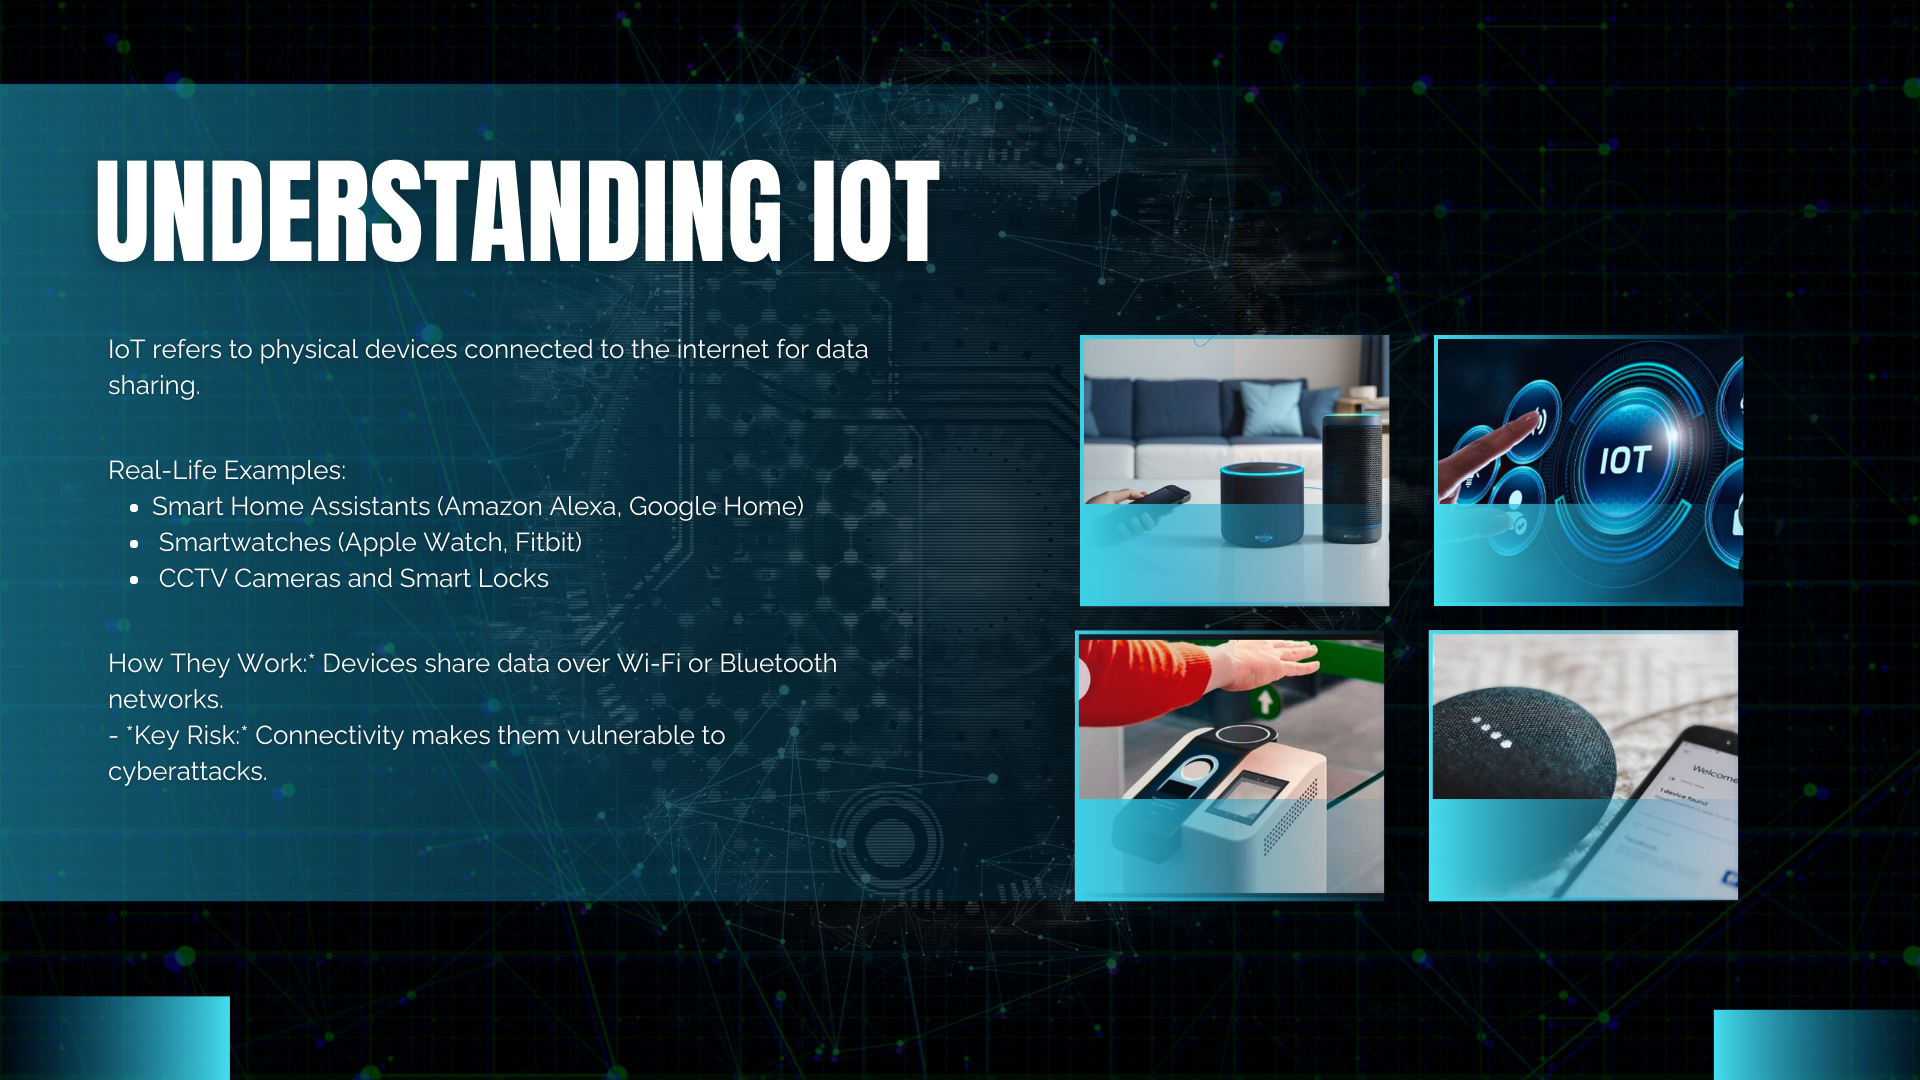 UNDERSTANDING IOT
IoT refers to physical devices connected to the internet for data
sharing.
Real-Life Examples:
• Smart Home Assistants (Amazon Alexa, Google Home)
• Smartwatches (Apple Watch, Fitbit)
• CCTV Cameras and Smart Locks
How They Work:* Devices share data over Wi-Fi or Bluetooth
networks.
- *Key Risk:* Connectivity makes them vulnerable to
cyberattacks.
IOT
Welcome
1 device found